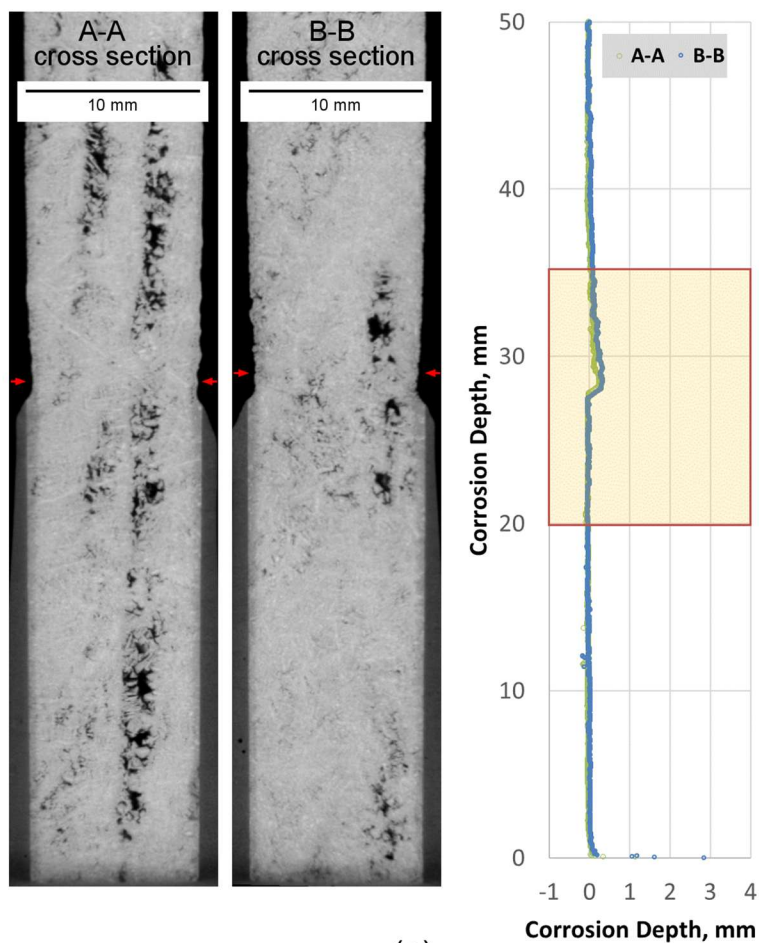 A-A
cross section
10 mm
B-B
cross section
10 mm
A-A
B-B
50
40
30
20
10
0
Corrosion Depth, mm
-1 0 1 2 3 4
Corrosion Depth, mm